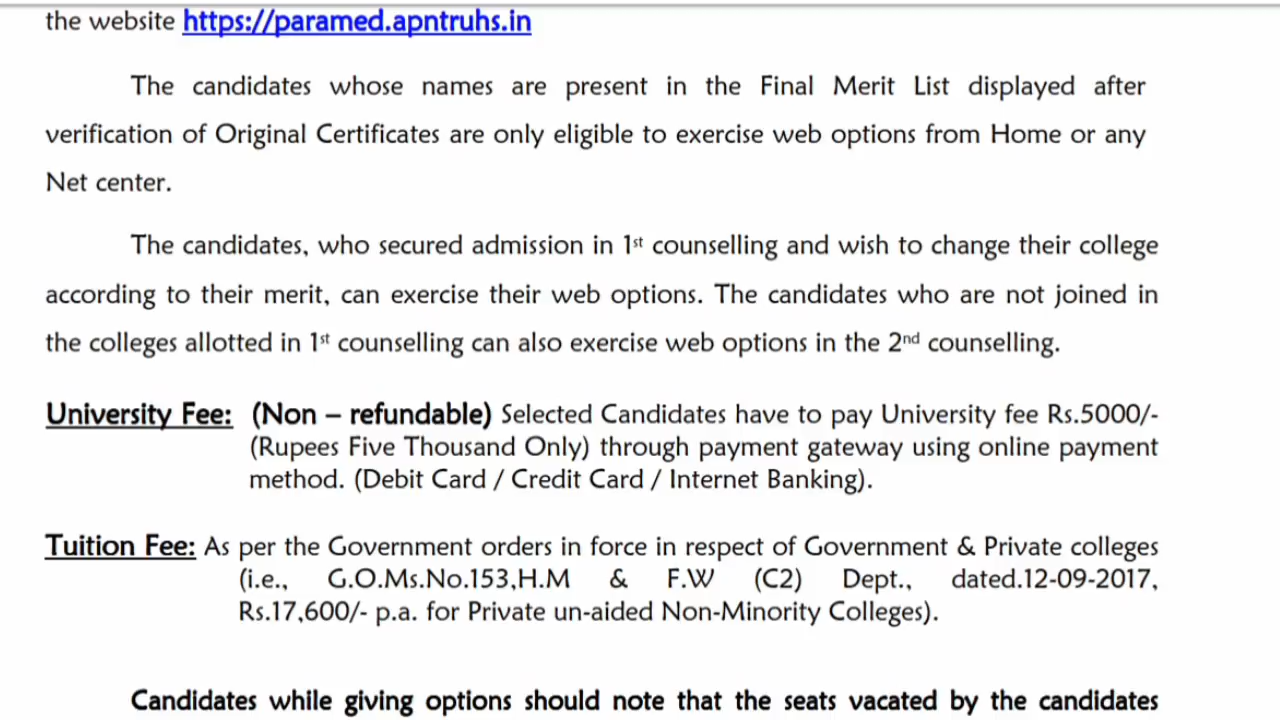 the website https://paramed.apntruhs.in
The candidates whose names are present in the Final Merit List displayed after
verification of Original Certificates are only eligible to exercise web options from Home or any
Net center.
The candidates, who secured admission in 1st counselling and wish to change their college
according to their merit, can exercise their web options. The candidates who are not joined in
the colleges allotted in 1st counselling can also exercise web options in the 2nd counselling.
University Fee: (Non – refundable) Selected Candidates have to pay University fee Rs.5000/-
(Rupees Five Thousand Only) through payment gateway using online payment
method. (Debit Card / Credit Card / Internet Banking).
Tuition Fee: As per the Government orders in force in respect of Government & Private colleges
(i.e., G.O.Ms.No.153,H.M & F.W (C2) Dept., dated.12-09-2017,
Rs.17,600/- p.a. for Private un-aided Non-Minority Colleges).
Candidates while giving options should note that the seats vacated by the candidates